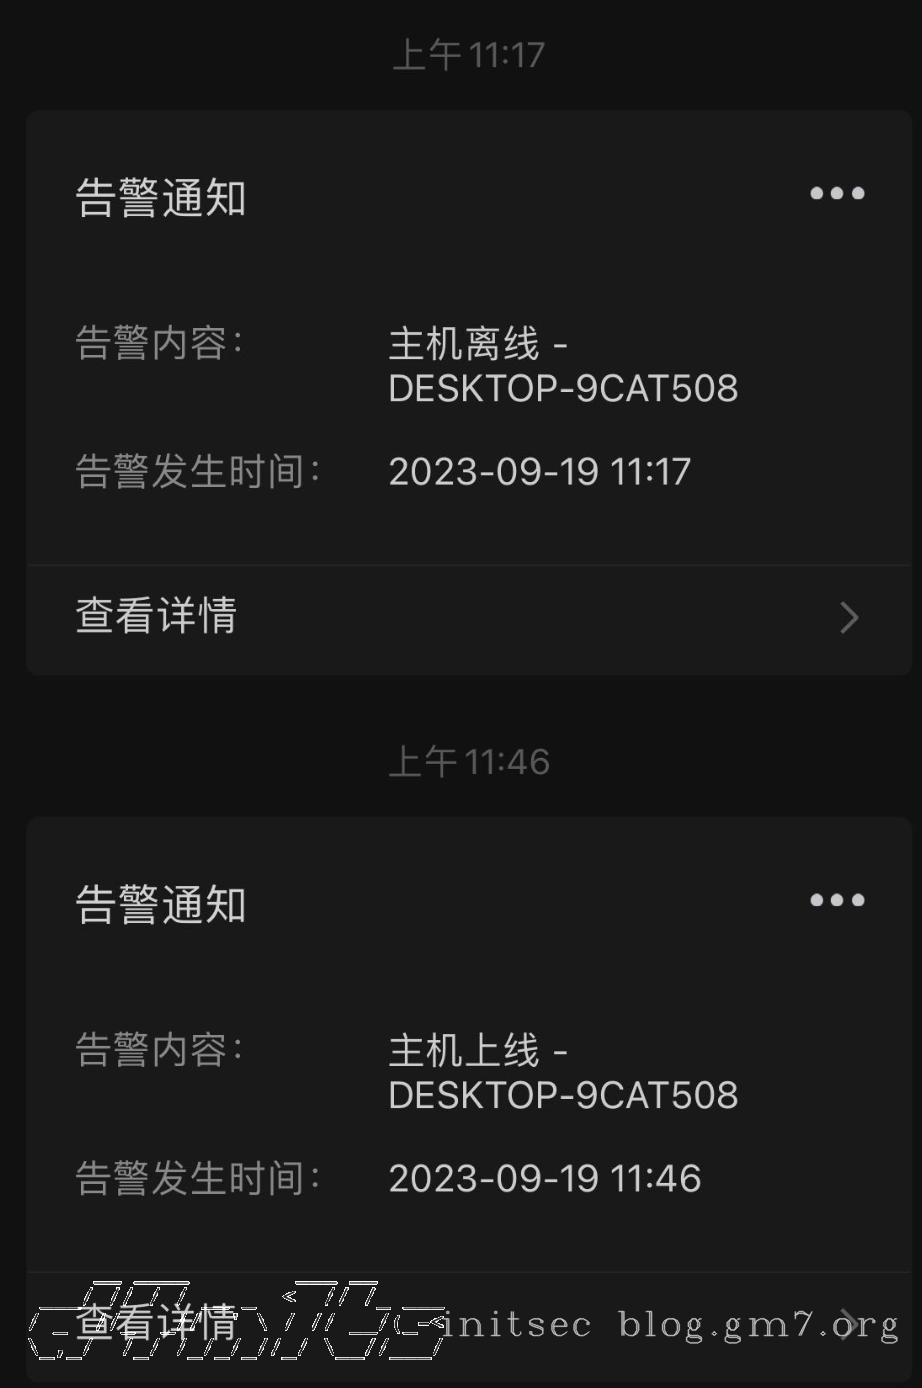 上午 11:17
告警通知
告警内容：
主机离线 -
DESKTOP-9CAT508
告警发生时间：
2023-09-19 11:17
查看详情
上午 11:46
告警通知
告警内容：
主机上线 -
DESKTOP-9CAT508
告警发生时间：
2023-09-19 11:46
查看详情
initsec blog.gm7.org